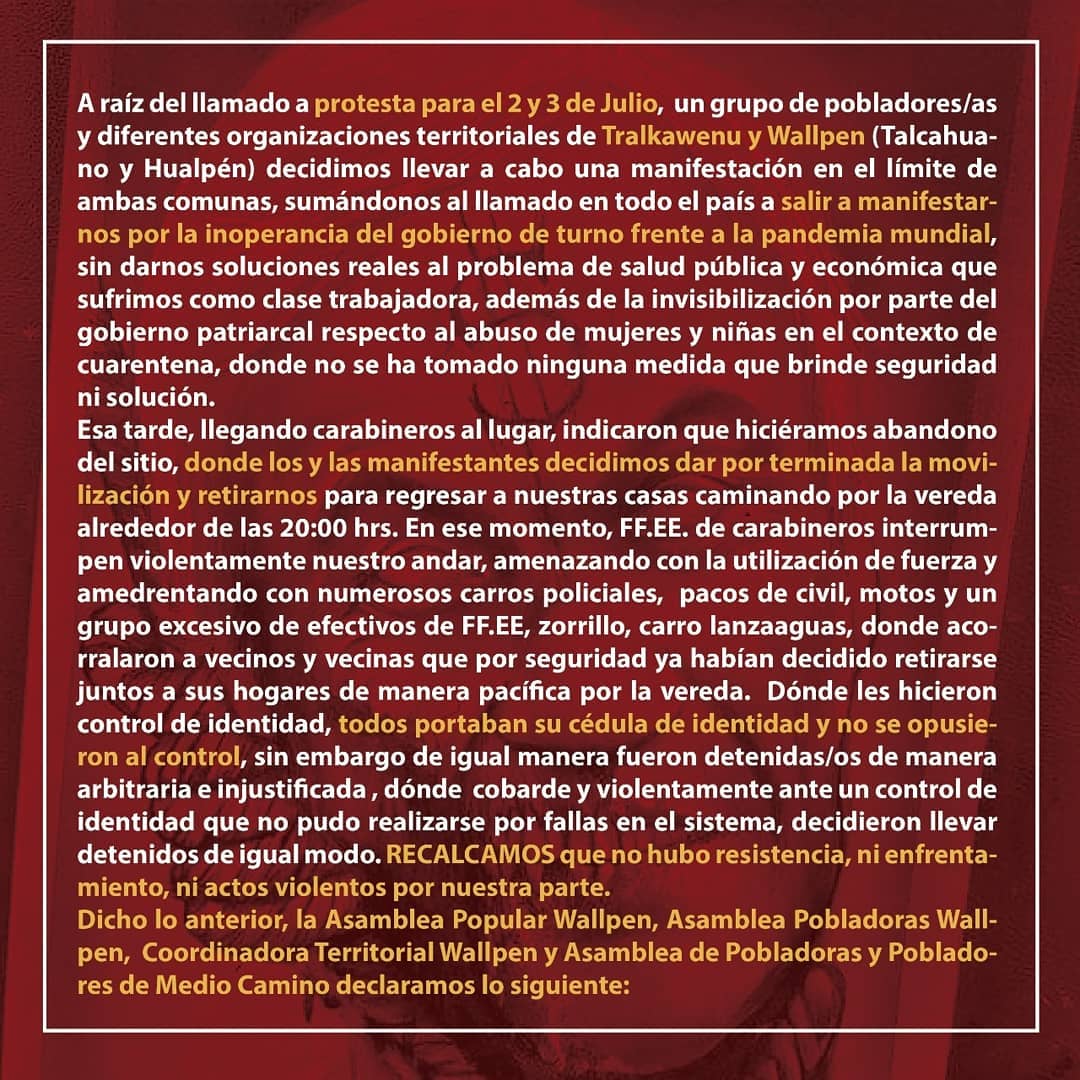 A raíz del llamado a protesta para el 2 y 3 de Julio, un grupo de pobladores/as
y diferentes organizaciones territoriales de Tralkawenu y Wallpen (Talcahua-
no y Hualpén) decidimos llevar a cabo una manifestación en el límite de
ambas comunas, sumándonos al llamado en todo el país a salir a manifestar-
nos por la inoperancia del gobierno de turno frente a la pandemia mundial,
sin darnos soluciones reales al problema de salud pública y económica que
sufrimos como clase trabajadora, además de la invisibilización por parte del
gobierno patriarcal respecto al abuso de mujeres y niñas en el contexto de
cuarentena, donde no se ha tomado ninguna medida que brinde seguridad
ni solución.
Esa tarde, llegando carabineros al lugar, indicaron que hiciéramos abandono
del sitio, donde los y las manifestantes decidimos dar por terminada la movi-
lización y retirarnos para regresar a nuestras casas caminando por la vereda
alrededor de las 20:00 hrs. En ese momento, FF.EE. de carabineros interrum-
pen violentamente nuestro andar, amenazando con la utilización de fuerza y
amedrentando con numerosos carros policiales, pacos de civil, motos y un
grupo excesivo de efectivos de FF.EE, zorrillo, carro lanzaaguas, donde aco-
rralaron a vecinos y vecinas que por seguridad ya habían decidido retirarse
juntos a sus hogares de manera pacífica por la vereda. Dónde les hicieron
control de identidad, todos portaban su cédula de identidad y no se opusie-
ron al control, sin embargo de igual manera fueron detenidas/os de manera
arbitraria e injustificada , dónde cobarde y violentamente ante un control de
identidad que no pudo realizarse por fallas en el sistema, decidieron llevar
detenidos de igual modo. RECALCAMOS que no hubo resistencia, ni enfrenta-
miento, ni actos violentos por nuestra parte.
Dicho lo anterior, la Asamblea Popular Wallpen, Asamblea Pobladoras Wall-
pen, Coordinadora Territorial Wallpen y Asamblea de Pobladoras y Poblado-
res de Medio Camino declaramos lo siguiente: